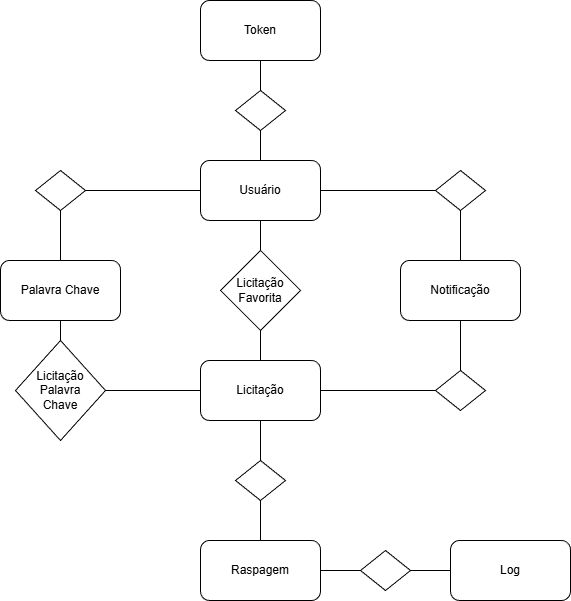 Token
Usuário
Palavra Chave
Licitação
Favorita
Notificação
Licitação
Palavra
Chave
Licitação
Raspagem
Log